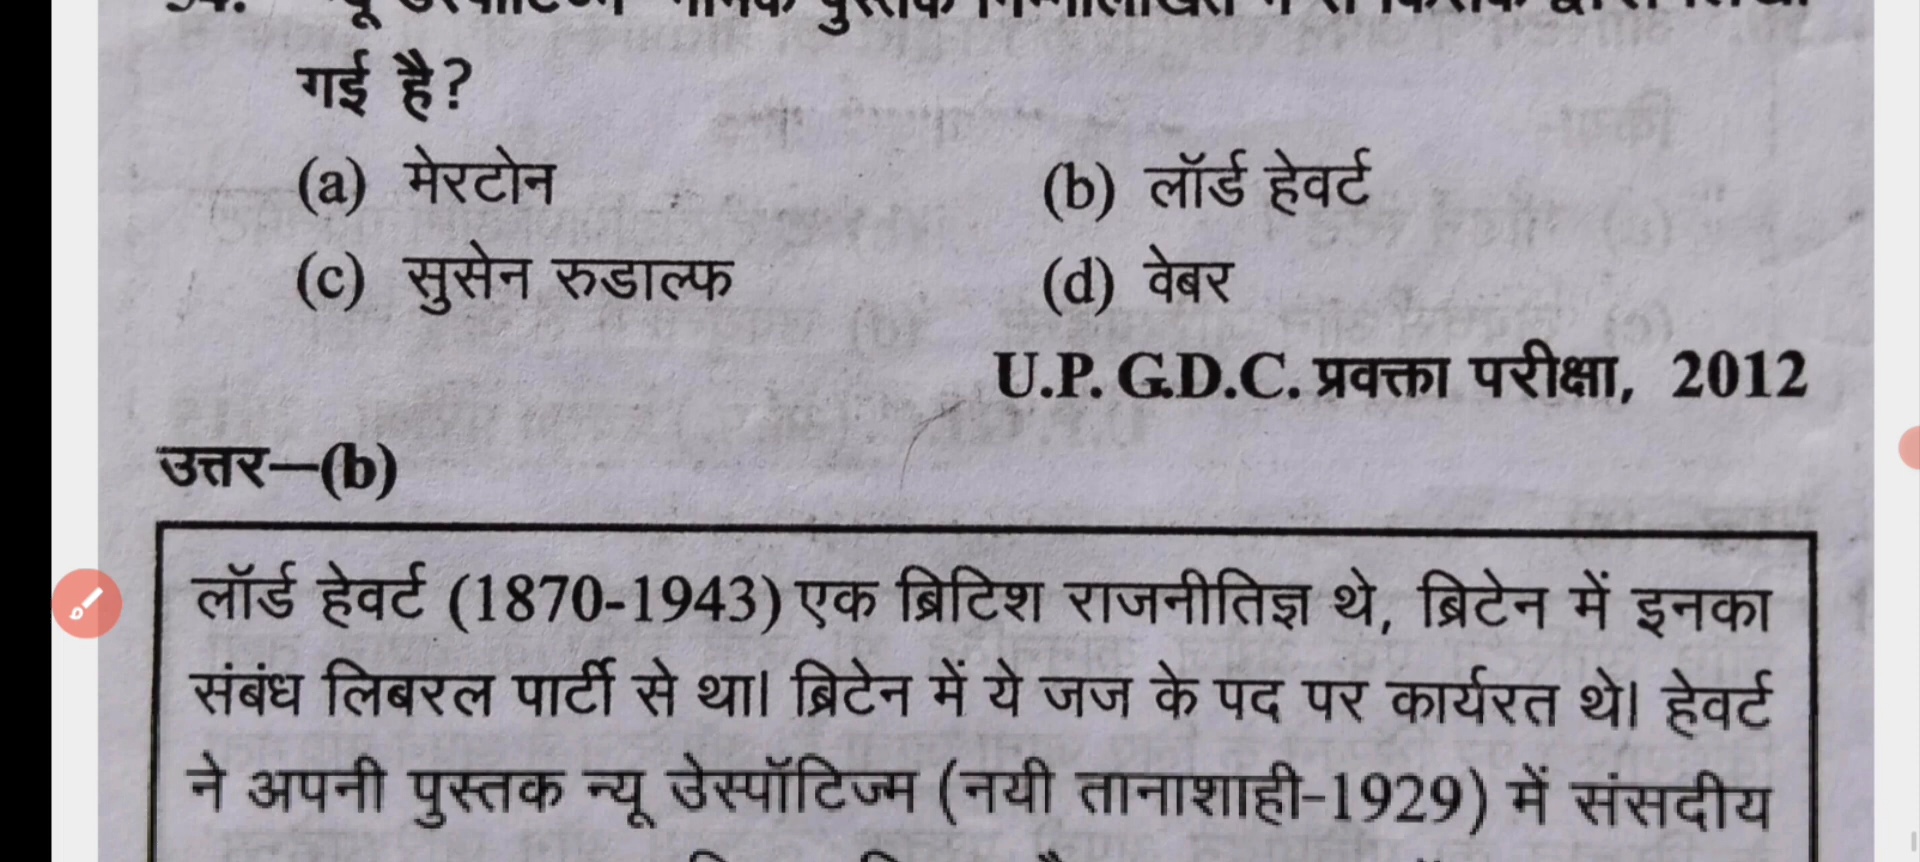 गई है?
(a) मेरटोन (b) लॉर्ड हेवर्ट
(c) सुसेन रुडाल्फ (d) वेबर
U.P. G.D.C. प्रवक्ता परीक्षा, 2012
उत्तर—(b)
लॉर्ड हेवर्ट (1870-1943) एक ब्रिटिश राजनीतिज्ञ थे, ब्रिटेन में इनका
संबंध लिबरल पार्टी से था। ब्रिटेन में ये जज के पद पर कार्यरत थे। हेवर्ट
ने अपनी पुस्तक न्यू डेस्पॉटिज्म (नयी तानाशाही-1929) में संसदीय